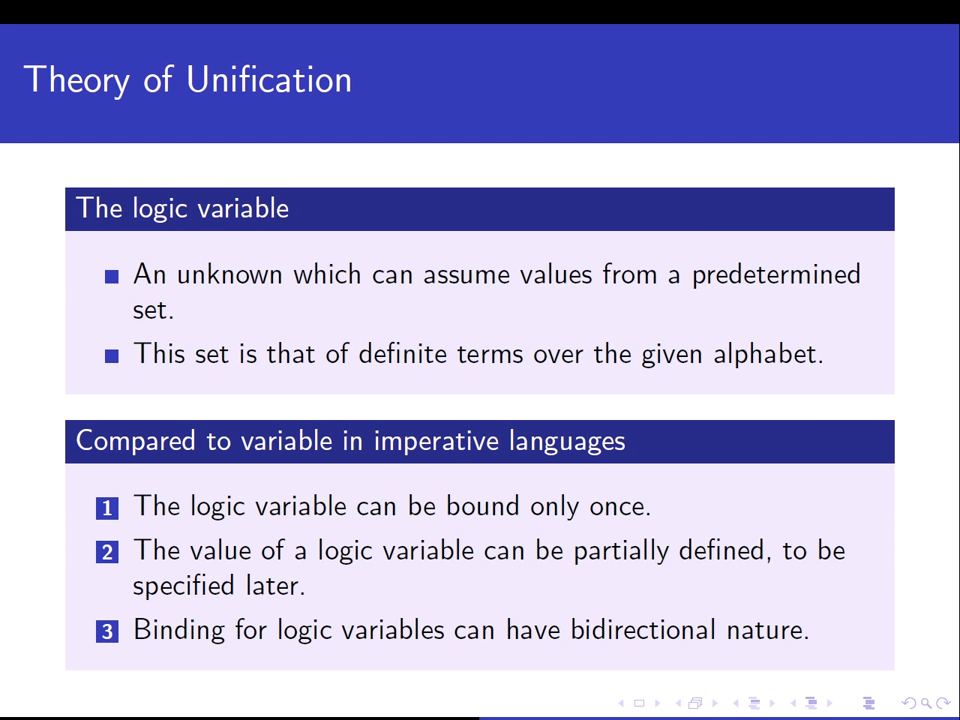 Theory of Unification
The logic variable
An unknown which can assume values from a predetermined
set.
This set is that of definite terms over the given alphabet.
Compared to variable in imperative languages
1 The logic variable can be bound only once.
2 The value of a logic variable can be partially defined, to be
specified later.
3 Binding for logic variables can have bidirectional nature.